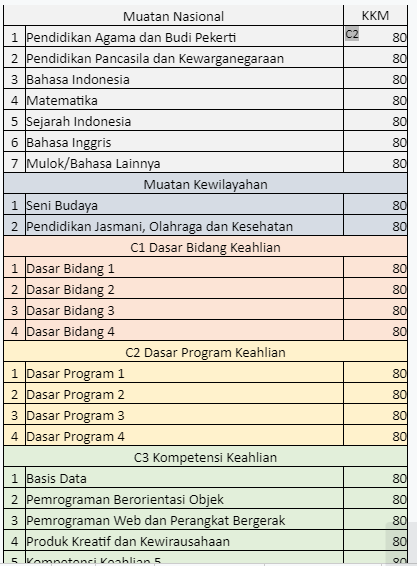 Muatan Nasional KKM
1 Pendidikan Agama dan Budi Pekerti C2 80
2 Pendidikan Pancasila dan Kewarganegaraan 80
3 Bahasa Indonesia 80
4 Matematika 80
5 Sejarah Indonesia 80
6 Bahasa Inggris 80
7 Mulok/Bahasa Lainnya 80
Muatan Kewilayahan
1 Seni Budaya 80
2 Pendidikan Jasmani, Olahraga dan Kesehatan 80
C1 Dasar Bidang Keahlian
1 Dasar Bidang 1 80
2 Dasar Bidang 2 80
3 Dasar Bidang 3 80
4 Dasar Bidang 4 80
C2 Dasar Program Keahlian
1 Dasar Program 1 80
2 Dasar Program 2 80
3 Dasar Program 3 80
4 Dasar Program 4 80
C3 Kompetensi Keahlian
1 Basis Data 80
2 Pemrograman Berorientasi Objek 80
3 Pemrograman Web dan Perangkat Bergerak 80
4 Produk Kreatif dan Kewirausahaan 80
5 Kompetensi Keahlian 5 80